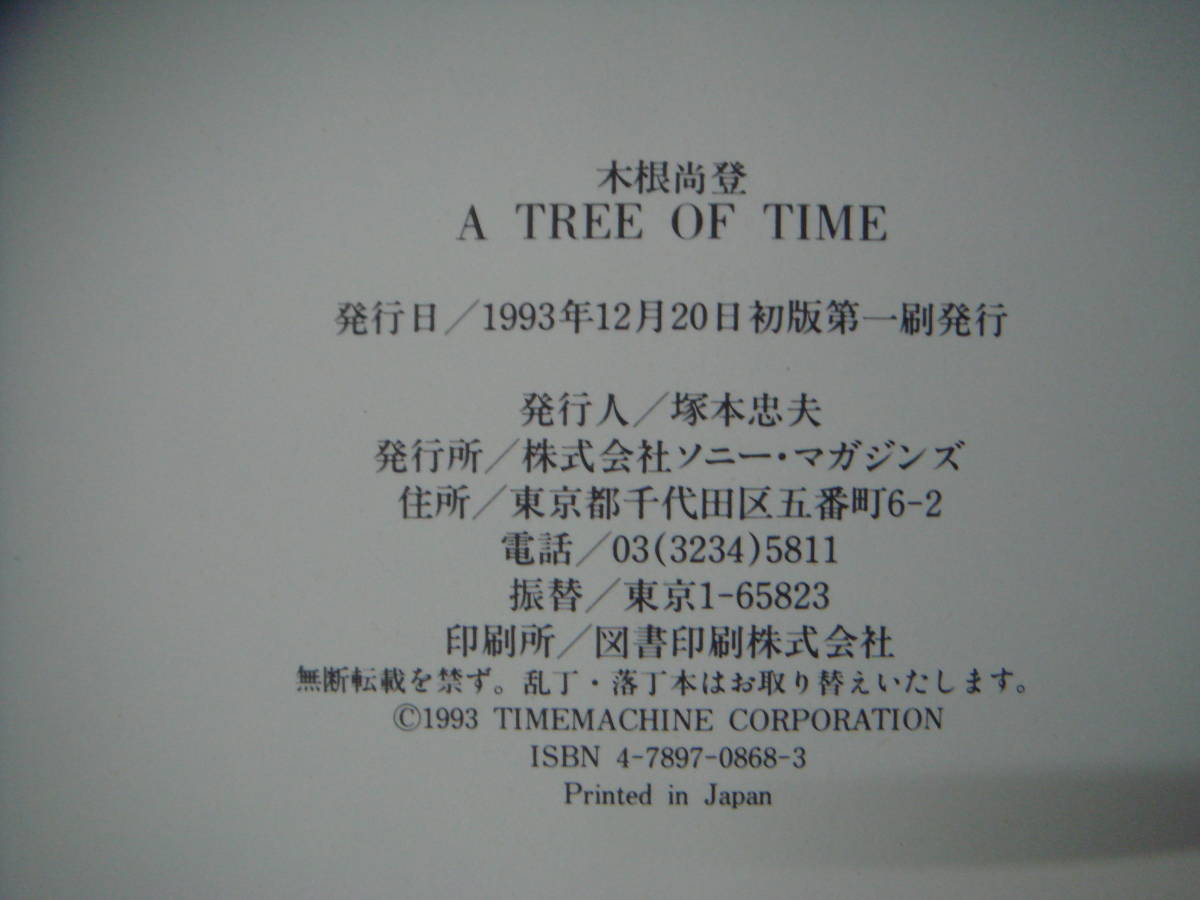 木根尚登
A TREE OF TIME
発行日／1993年12月20日初版第一刷発行
発行人／塚本忠夫
発行所／株式会社ソニー・マガジンズ
住所／東京都千代田区五番町6-2
電話／03(3234)5811
振替／東京1-65823
印刷所／図書印刷株式会社
無断転載を禁ず。乱丁・落丁本はお取り替えいたします。
©1993 TIMEMACHINE CORPORATION
ISBN 4-7897-0868-3
Printed in Japan